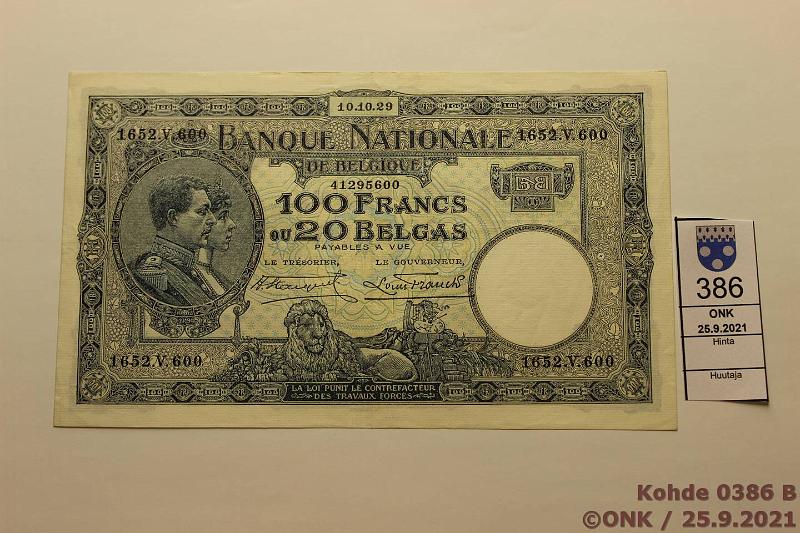 10.10.29
1652.V.600 BANQUE NATIONALE 1652.V.600
DE BELGIQUE
41295600
100 FRANCS
OU 20 BELGAS
PAYABLES A VUE
LE TRÉSORIER, LE GOUVERNEUR,
Louis Franck
1652.V.600 1652.V.600
LA LOI PUNIT LE CONTREFACTEUR
DES TRAVAUX FORCÉS
386
ONK
25.9.2021
Hinta
Huutaja
Kohde 0386 B
©ONK / 25.9.2021